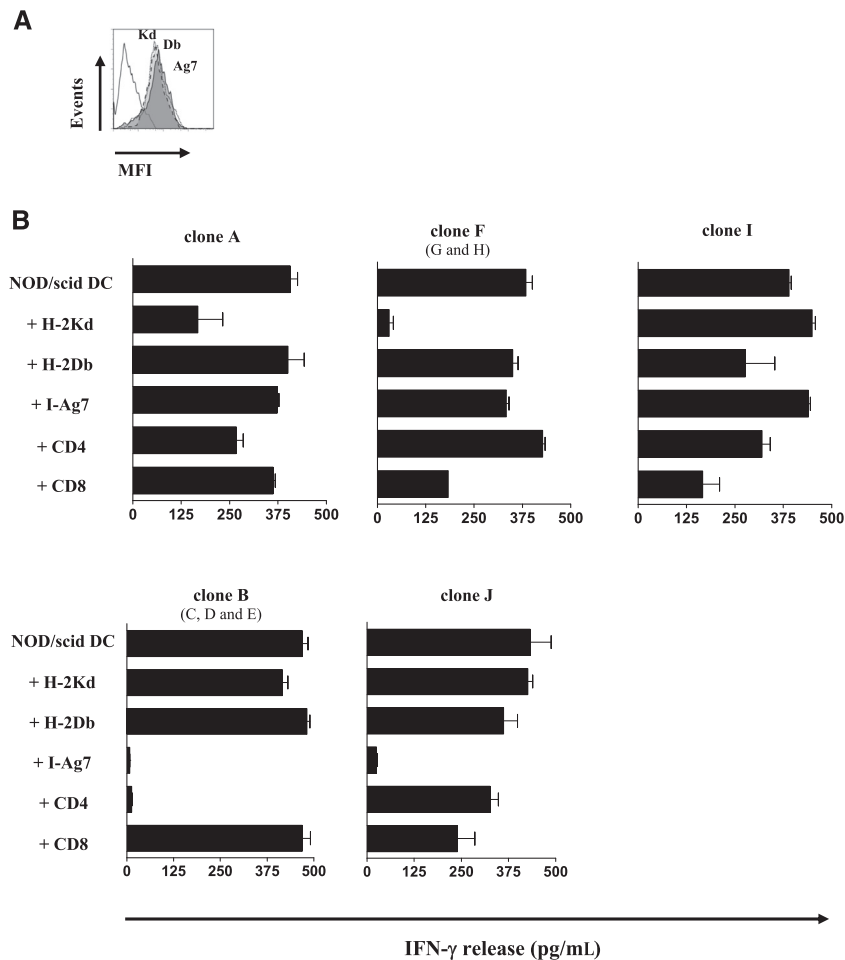 A
Kd
Db
Ag7
Events
MFI
B
clone A
clone F
(G and H)
clone I
NOD/scid DC
+ H-2Kd
+ H-2Db
+ I-Ag7
+ CD4
+ CD8
0 125 250 375 500
0 125 250 375 500
0 125 250 375 500
clone B
(C, D and E)
clone J
NOD/scid DC
+ H-2Kd
+ H-2Db
+ I-Ag7
+ CD4
+ CD8
0 125 250 375 500
0 125 250 375 500
IFN-γ release (pg/mL)